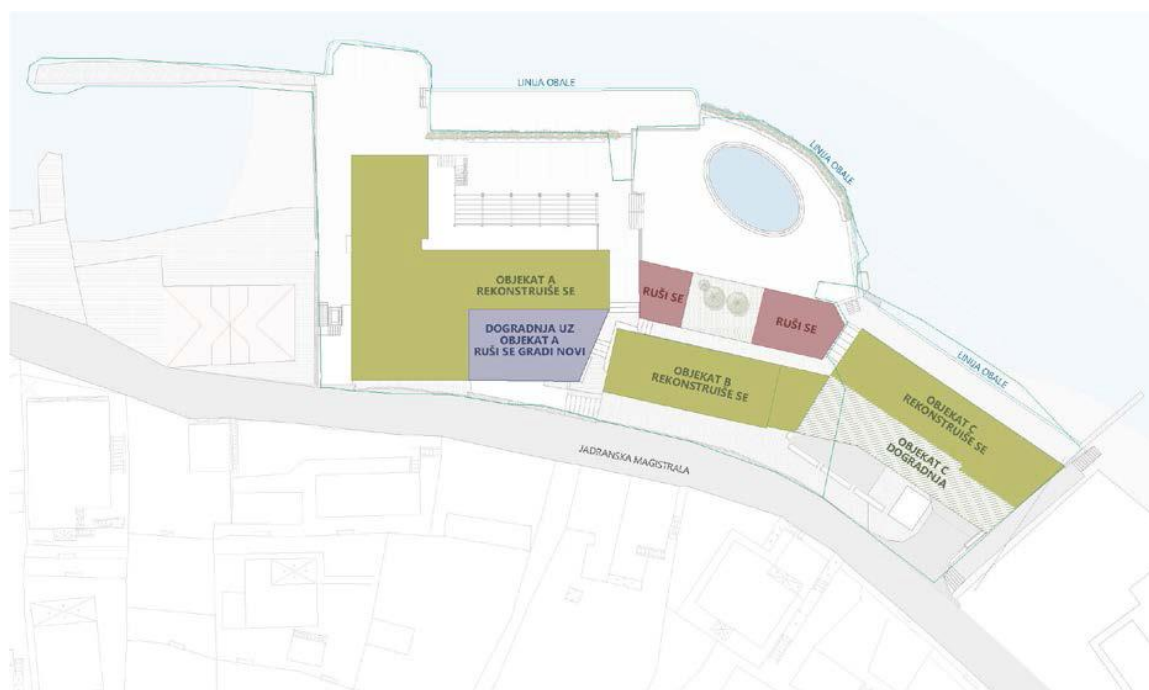 LINIJA OBALE
LINIJA OBALE
OBJEKAT A
REKONSTRUIŠE SE
RUŠI SE
RUŠI SE
DOGRADNJA UZ
OBJEKAT A
RUŠI SE GRADI NOVI
LINIJA OBALE
OBJEKAT B
REKONSTRUIŠE SE
OBJEKAT C
REKONSTRUIŠE SE
OBJEKAT C
DOGRADNJA
JADRANSKA MAGISTRALA